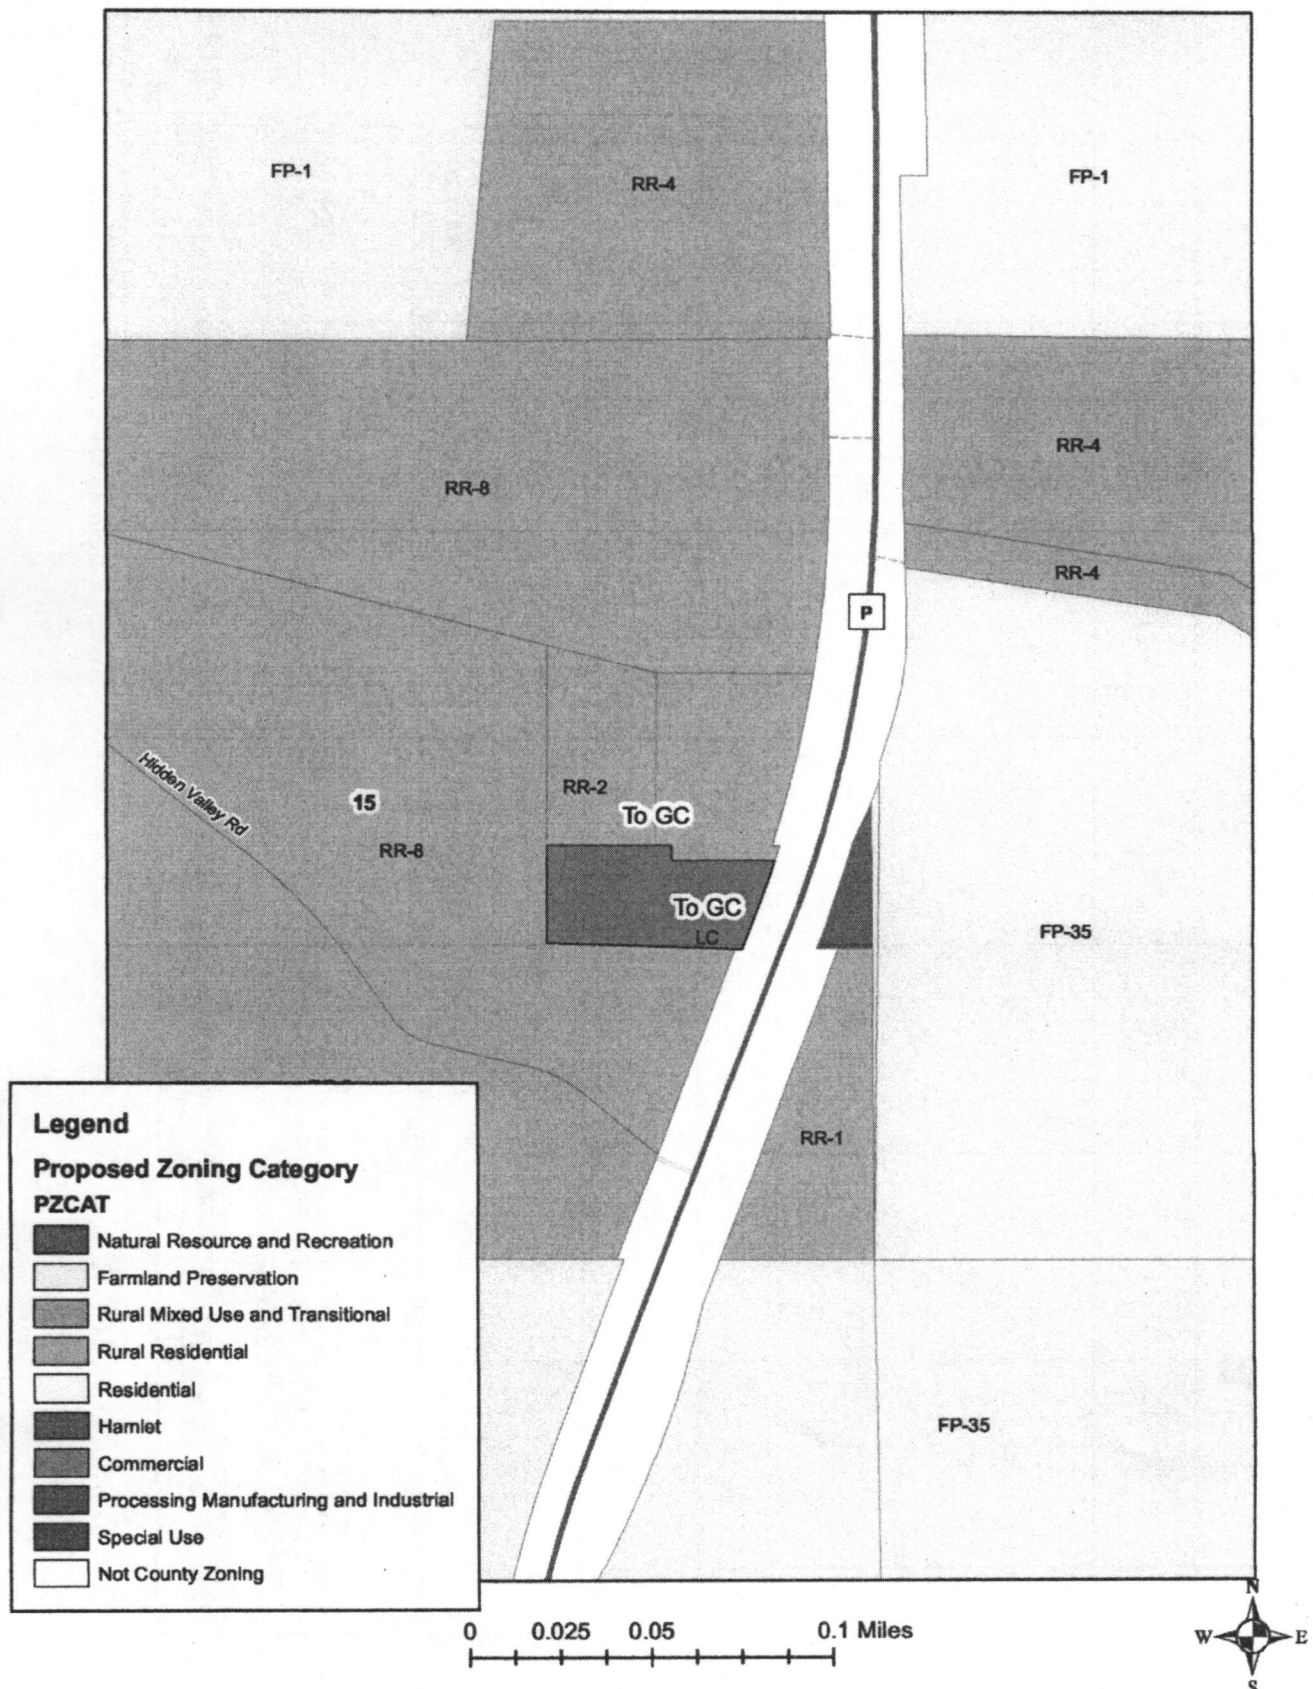 FP-1
RR-4
FP-1
RR-4
RR-8
RR-4
P
Hidden Valley Rd
15
RR-2
To GC
RR-8
To GC
LC
FP-35
RR-1
FP-35
Legend
Proposed Zoning Category
PZCAT
Natural Resource and Recreation
Farmland Preservation
Rural Mixed Use and Transitional
Rural Residential
Residential
Hamlet
Commercial
Processing Manufacturing and Industrial
Special Use
Not County Zoning
0 0.025 0.05 0.1 Miles
N
W E
S